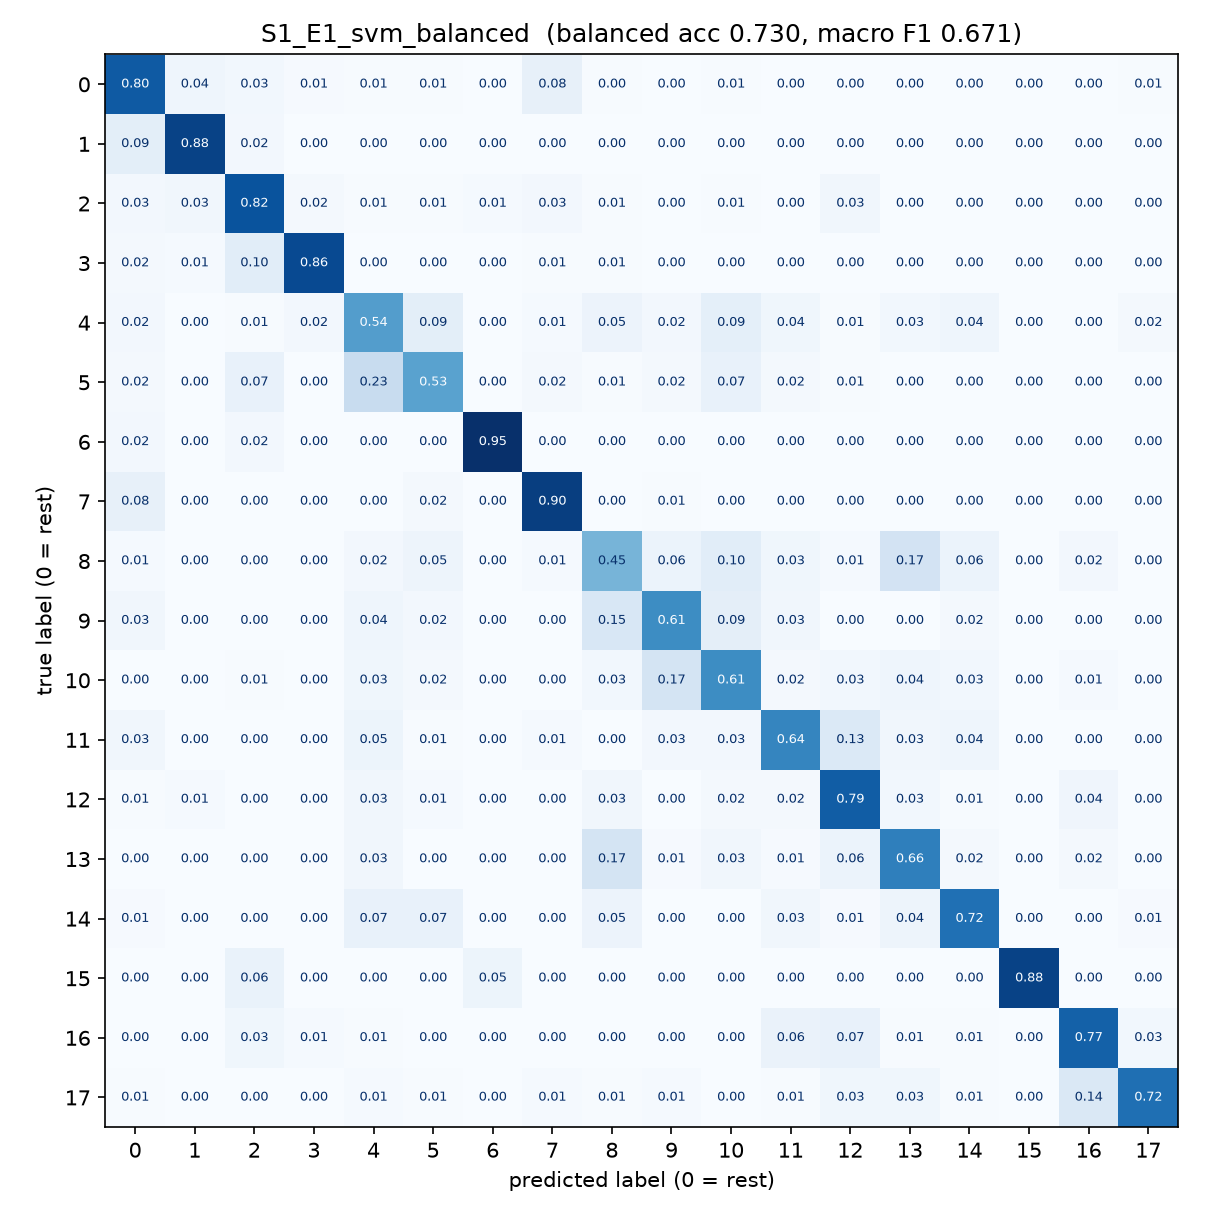 S1_E1_svm_balanced (balanced acc 0.730, macro F1 0.671)
0 0.80 0.04 0.03 0.01 0.01 0.01 0.00 0.08 0.00 0.00 0.01 0.00 0.00 0.00 0.00 0.00 0.00 0.01
1 0.09 0.88 0.02 0.00 0.00 0.00 0.00 0.00 0.00 0.00 0.00 0.00 0.00 0.00 0.00 0.00 0.00 0.00
2 0.03 0.03 0.82 0.02 0.01 0.01 0.01 0.03 0.01 0.00 0.01 0.00 0.03 0.00 0.00 0.00 0.00 0.00
3 0.02 0.01 0.10 0.86 0.00 0.00 0.00 0.01 0.01 0.00 0.00 0.00 0.00 0.00 0.00 0.00 0.00 0.00
4 0.02 0.00 0.01 0.02 0.54 0.09 0.00 0.01 0.05 0.02 0.09 0.04 0.01 0.03 0.04 0.00 0.00 0.02
5 0.02 0.00 0.07 0.00 0.23 0.53 0.00 0.02 0.01 0.02 0.07 0.02 0.01 0.00 0.00 0.00 0.00 0.00
6 0.02 0.00 0.02 0.00 0.00 0.00 0.95 0.00 0.00 0.00 0.00 0.00 0.00 0.00 0.00 0.00 0.00 0.00
7 0.08 0.00 0.00 0.00 0.00 0.02 0.00 0.90 0.00 0.01 0.00 0.00 0.00 0.00 0.00 0.00 0.00 0.00
8 0.01 0.00 0.00 0.00 0.02 0.05 0.00 0.01 0.45 0.06 0.10 0.03 0.01 0.17 0.06 0.00 0.02 0.00
9 0.03 0.00 0.00 0.00 0.04 0.02 0.00 0.00 0.15 0.61 0.09 0.03 0.00 0.00 0.02 0.00 0.00 0.00
10 0.00 0.00 0.01 0.00 0.03 0.02 0.00 0.00 0.03 0.17 0.61 0.02 0.03 0.04 0.03 0.00 0.01 0.00
11 0.03 0.00 0.00 0.00 0.05 0.01 0.00 0.01 0.00 0.03 0.03 0.64 0.13 0.03 0.04 0.00 0.00 0.00
12 0.01 0.01 0.00 0.00 0.03 0.01 0.00 0.00 0.03 0.00 0.02 0.02 0.79 0.03 0.01 0.00 0.04 0.00
13 0.00 0.00 0.00 0.00 0.03 0.00 0.00 0.00 0.17 0.01 0.03 0.01 0.06 0.66 0.02 0.00 0.02 0.00
14 0.01 0.00 0.00 0.00 0.07 0.07 0.00 0.00 0.05 0.00 0.00 0.03 0.01 0.04 0.72 0.00 0.00 0.01
15 0.00 0.00 0.06 0.00 0.00 0.00 0.05 0.00 0.00 0.00 0.00 0.00 0.00 0.00 0.00 0.88 0.00 0.00
16 0.00 0.00 0.03 0.01 0.01 0.00 0.00 0.00 0.00 0.00 0.00 0.06 0.07 0.01 0.01 0.00 0.77 0.03
17 0.01 0.00 0.00 0.00 0.01 0.01 0.00 0.01 0.01 0.01 0.00 0.01 0.03 0.03 0.01 0.00 0.14 0.72
0 1 2 3 4 5 6 7 8 9 10 11 12 13 14 15 16 17
predicted label (0 = rest)
true label (0 = rest)